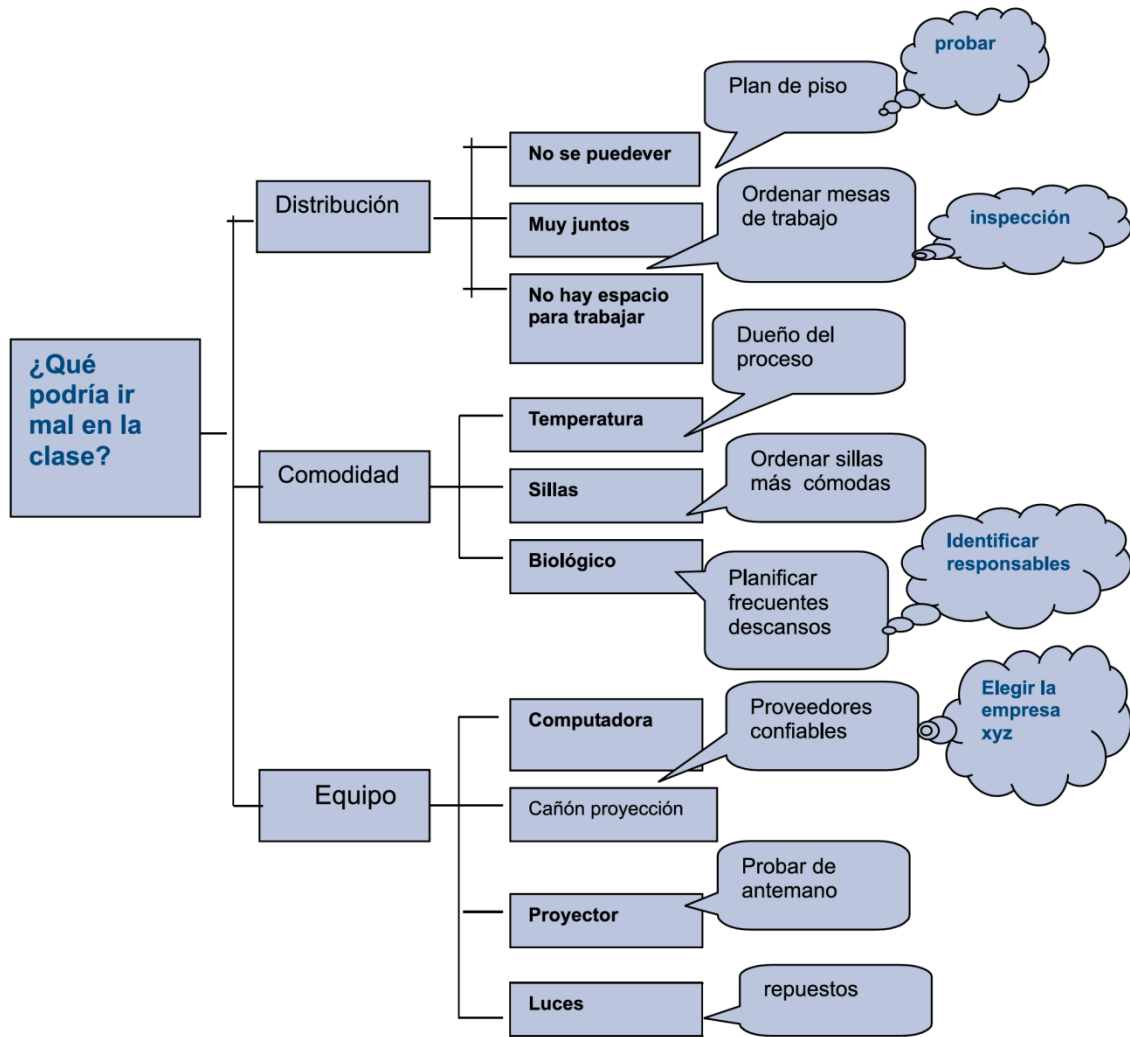 probar
Plan de piso
No se puedever
Distribución
Muy juntos
Ordenar mesas
de trabajo
inspección
No hay espacio
para trabajar
¿Qué
podría ir
mal en la
clase?
Dueño del
proceso
Comodidad
Temperatura
Sillas
Ordenar sillas
más cómodas
Biológico
Planificar
frecuentes
descansos
Identificar
responsables
Equipo
Computadora
Proveedores
confiables
Elegir la
empresa
xyz
Cañón proyección
Proyector
Probar de
antemano
Luces
repuestos